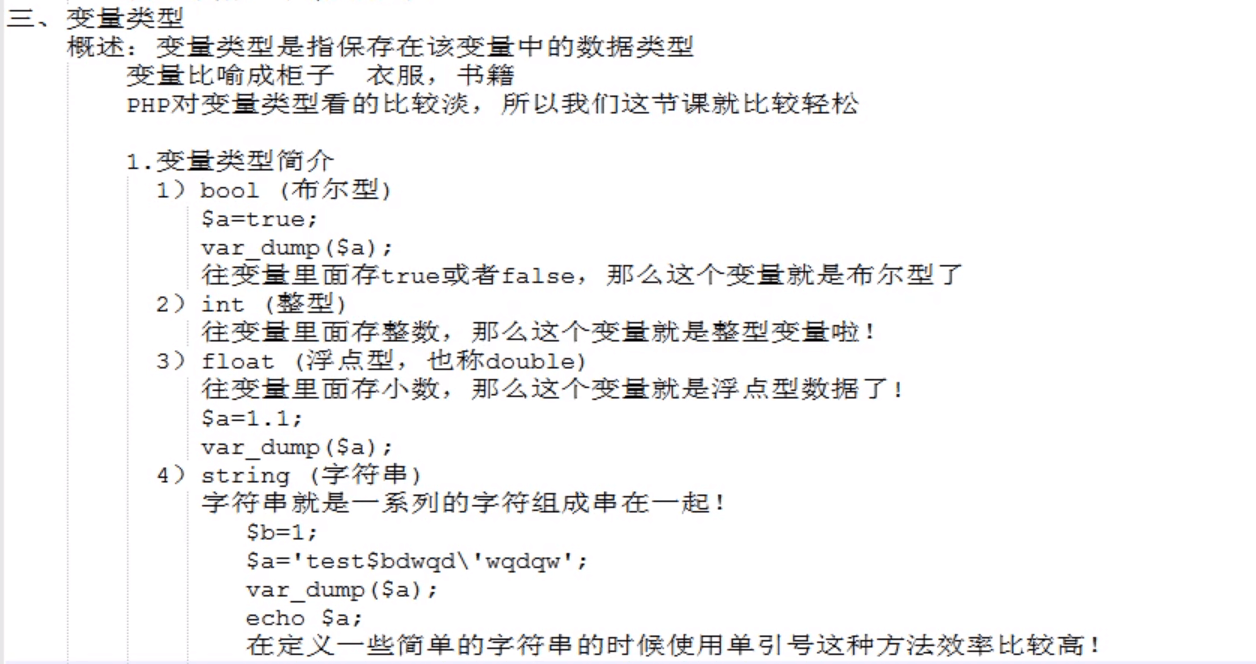 三、变量类型
概述：变量类型是指保存在该变量中的数据类型
变量比喻成柜子  衣服，书籍
PHP对变量类型看的比较淡，所以我们这节课就比较轻松
1.变量类型简介
1）bool (布尔型)
$a=true;
var_dump($a);
往变量里面存true或者false，那么这个变量就是布尔型了
2）int (整型)
往变量里面存整数，那么这个变量就是整型变量啦！
3）float (浮点型，也称double)
往变量里面存小数，那么这个变量就是浮点型数据了！
$a=1.1;
var_dump($a);
4）string (字符串)
字符串就是一系列的字符组成串在一起！
$b=1;
$a='test$bdwqd\'wqdqw';
var_dump($a);
echo $a;
在定义一些简单的字符串的时候使用单引号这种方法效率比较高！